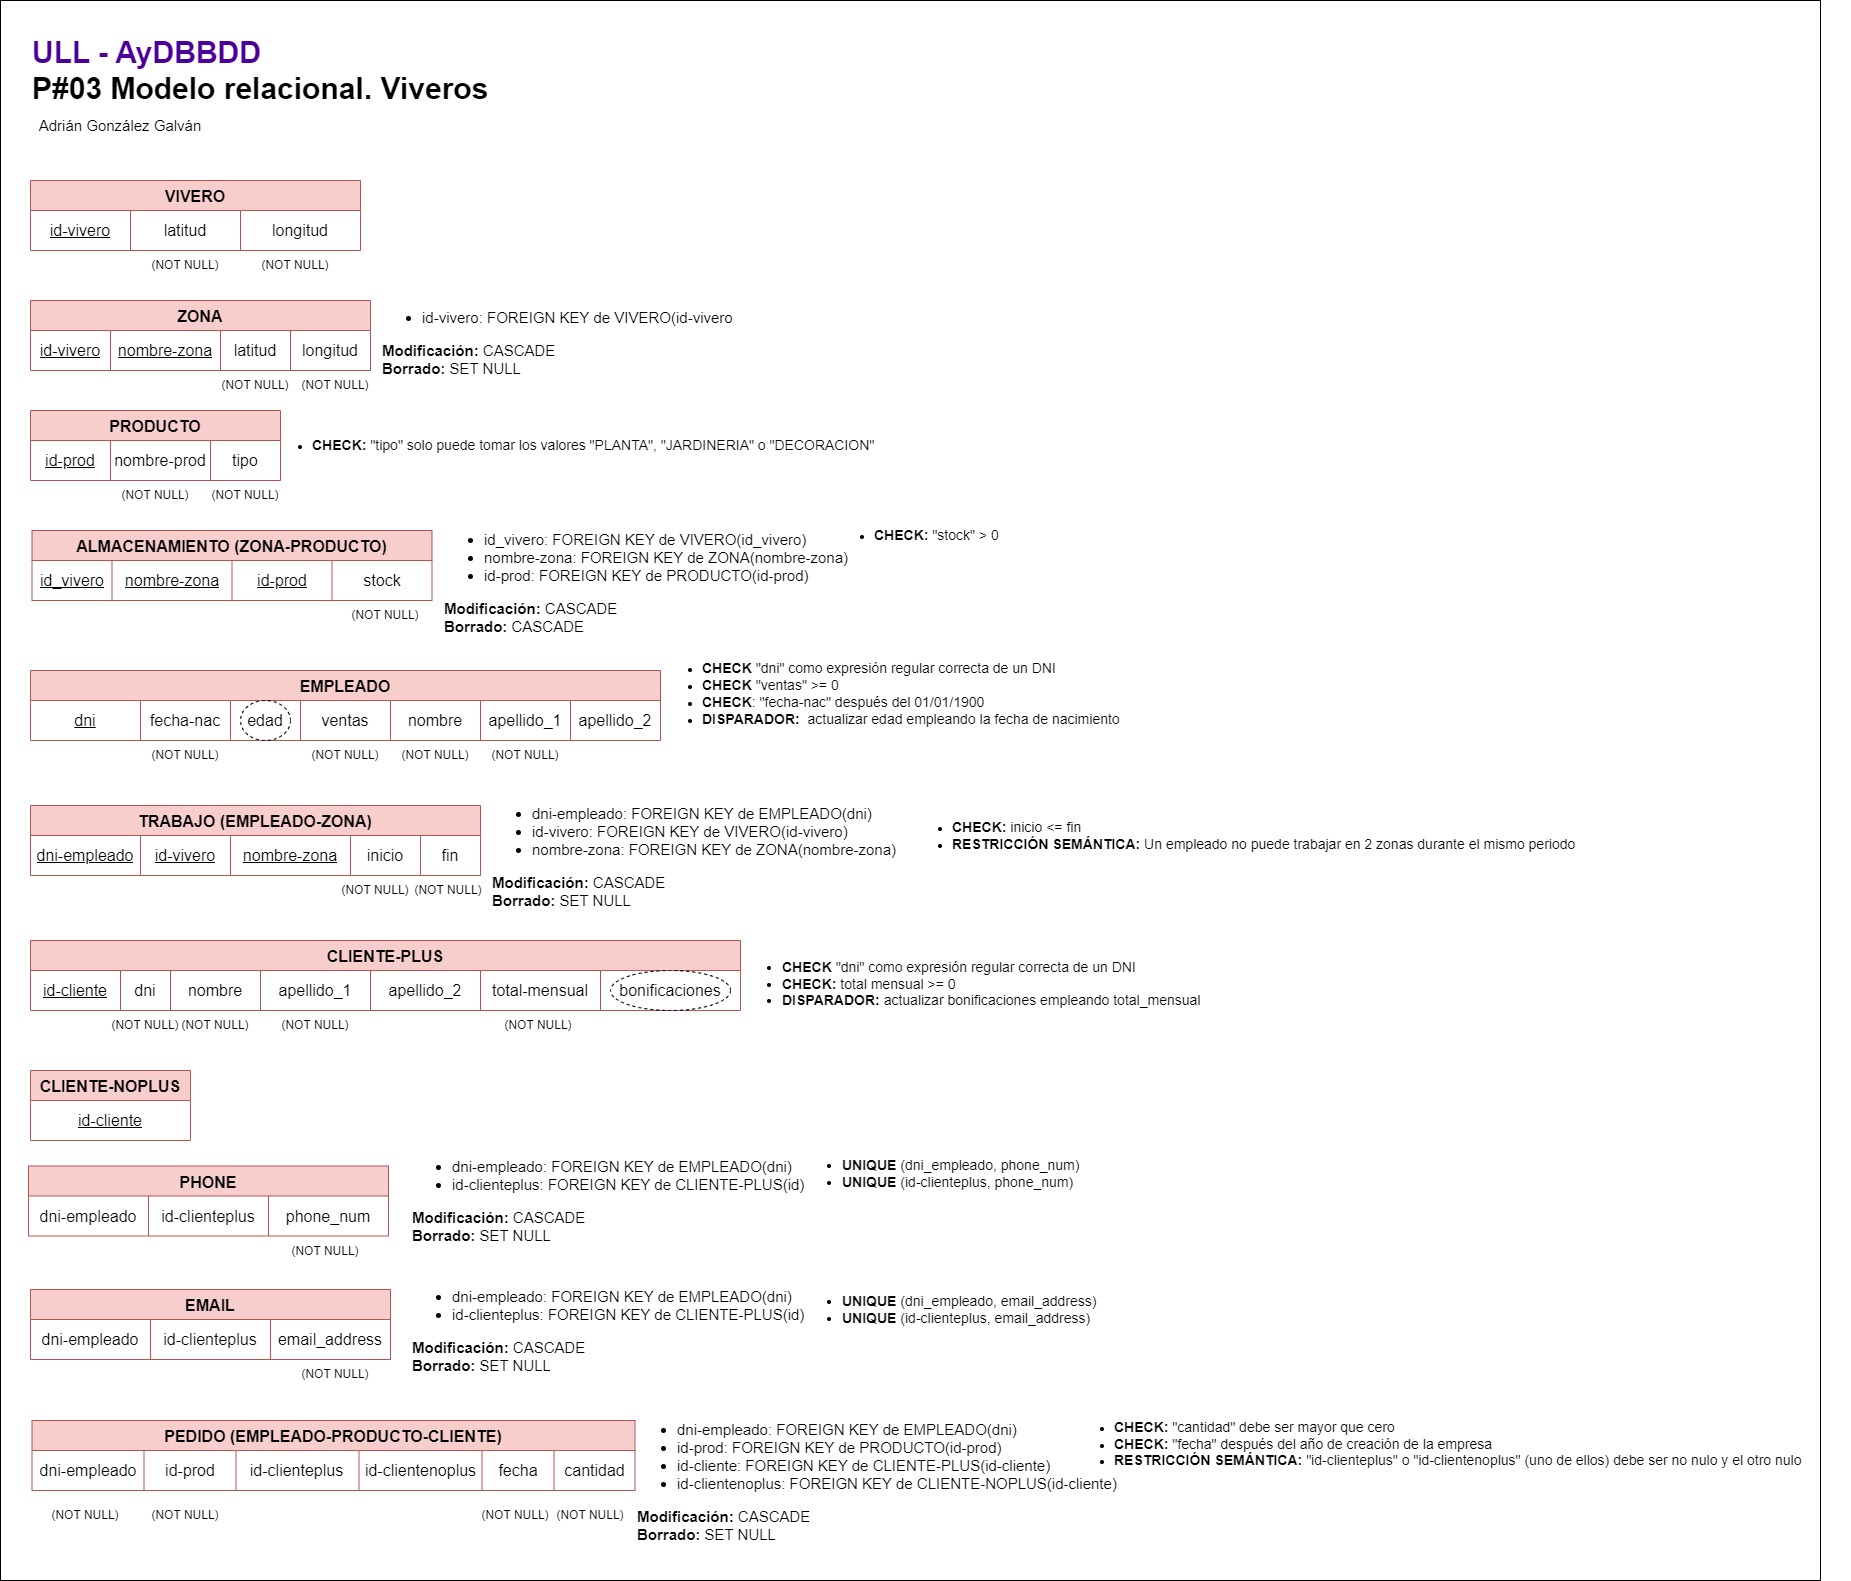 ULL - AyDBBDD
P#03 Modelo relacional. Viveros
Adrián González Galván
VIVERO
id-vivero latitud longitud
(NOT NULL) (NOT NULL)
ZONA
id-vivero nombre-zona latitud longitud
(NOT NULL) (NOT NULL)
• id-vivero: FOREIGN KEY de VIVERO(id-vivero
Modificación: CASCADE
Borrado: SET NULL
PRODUCTO
id-prod nombre-prod tipo
(NOT NULL) (NOT NULL)
• CHECK: "tipo" solo puede tomar los valores "PLANTA", "JARDINERIA" o "DECORACION"
ALMACENAMIENTO (ZONA-PRODUCTO)
id_vivero nombre-zona id-prod stock
(NOT NULL)
• id_vivero: FOREIGN KEY de VIVERO(id_vivero)
• nombre-zona: FOREIGN KEY de ZONA(nombre-zona)
• id-prod: FOREIGN KEY de PRODUCTO(id-prod)
Modificación: CASCADE
Borrado: CASCADE
• CHECK: "stock" > 0
EMPLEADO
dni fecha-nac edad ventas nombre apellido_1 apellido_2
(NOT NULL) (NOT NULL) (NOT NULL) (NOT NULL)
• CHECK "dni" como expresión regular correcta de un DNI
• CHECK "ventas" >= 0
• CHECK: "fecha-nac" después del 01/01/1900
• DISPARADOR: actualizar edad empleando la fecha de nacimiento
TRABAJO (EMPLEADO-ZONA)
dni-empleado id-vivero nombre-zona inicio fin
(NOT NULL) (NOT NULL)
• dni-empleado: FOREIGN KEY de EMPLEADO(dni)
• id-vivero: FOREIGN KEY de VIVERO(id-vivero)
• nombre-zona: FOREIGN KEY de ZONA(nombre-zona)
Modificación: CASCADE
Borrado: SET NULL
• CHECK: inicio <= fin
• RESTRICCIÓN SEMÁNTICA: Un empleado no puede trabajar en 2 zonas durante el mismo periodo
CLIENTE-PLUS
id-cliente dni nombre apellido_1 apellido_2 total-mensual bonificaciones
(NOT NULL) (NOT NULL) (NOT NULL) (NOT NULL)
• CHECK "dni" como expresión regular correcta de un DNI
• CHECK: total mensual >= 0
• DISPARADOR: actualizar bonificaciones empleando total_mensual
CLIENTE-NOPLUS
id-cliente
PHONE
dni-empleado id-clienteplus phone_num
(NOT NULL)
• dni-empleado: FOREIGN KEY de EMPLEADO(dni)
• id-clienteplus: FOREIGN KEY de CLIENTE-PLUS(id)
Modificación: CASCADE
Borrado: SET NULL
• UNIQUE (dni_empleado, phone_num)
• UNIQUE (id-clienteplus, phone_num)
EMAIL
dni-empleado id-clienteplus email_address
(NOT NULL)
• dni-empleado: FOREIGN KEY de EMPLEADO(dni)
• id-clienteplus: FOREIGN KEY de CLIENTE-PLUS(id)
Modificación: CASCADE
Borrado: SET NULL
• UNIQUE (dni_empleado, email_address)
• UNIQUE (id-clienteplus, email_address)
PEDIDO (EMPLEADO-PRODUCTO-CLIENTE)
dni-empleado id-prod id-clienteplus id-clientenoplus fecha cantidad
(NOT NULL) (NOT NULL) (NOT NULL) (NOT NULL)
• dni-empleado: FOREIGN KEY de EMPLEADO(dni)
• id-prod: FOREIGN KEY de PRODUCTO(id-prod)
• id-cliente: FOREIGN KEY de CLIENTE-PLUS(id-cliente)
• id-clientenoplus: FOREIGN KEY de CLIENTE-NOPLUS(id-cliente)
Modificación: CASCADE
Borrado: SET NULL
• CHECK: "cantidad" debe ser mayor que cero
• CHECK: "fecha" después del año de creación de la empresa
• RESTRICCIÓN SEMÁNTICA: "id-clienteplus" o "id-clientenoplus" (uno de ellos) debe ser no nulo y el otro nulo